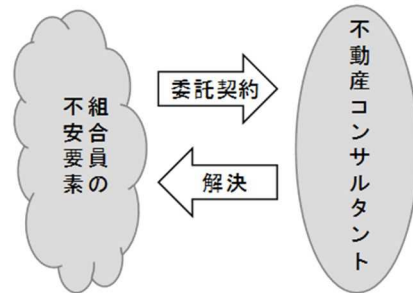 組合員の
不安要素
委託契約
解決
不動産コンサルタント